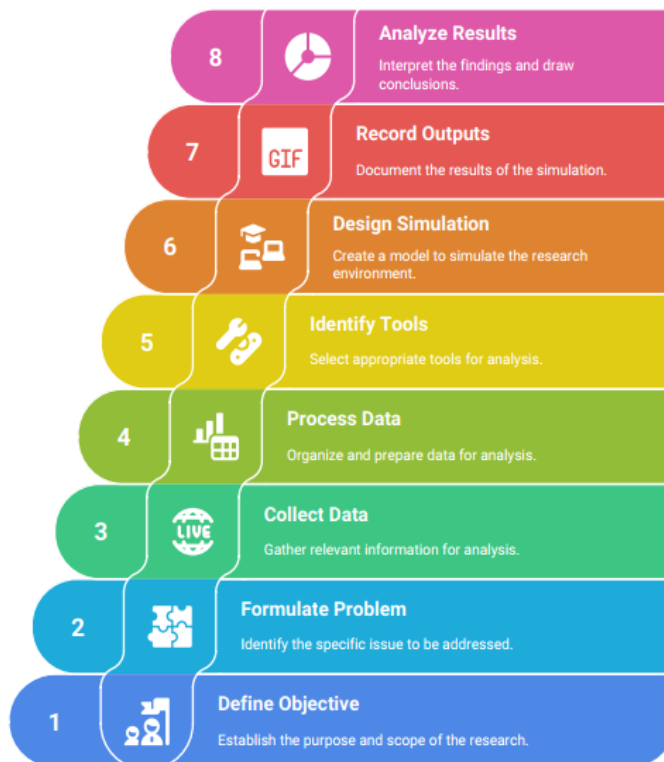 8
Analyze Results
Interpret the findings and draw
conclusions.
7
GIF
Record Outputs
Document the results of the simulation.
6
Design Simulation
Create a model to simulate the research
environment.
5
Identify Tools
Select appropriate tools for analysis.
4
Process Data
Organize and prepare data for analysis.
3
LIVE
Collect Data
Gather relevant information for analysis.
2
Formulate Problem
Identify the specific issue to be addressed.
1
Define Objective
Establish the purpose and scope of the research.